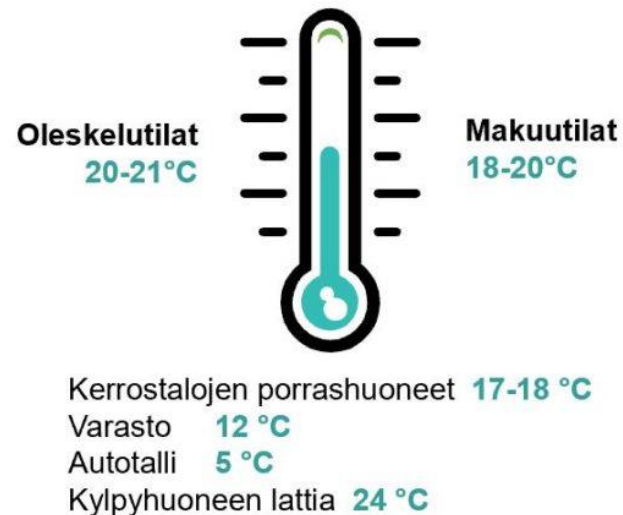 Oleskelutilat
20-21°C
Makuutilat
18-20°C
Kerrostalojen porrashuoneet 17-18 °C
Varasto 12 °C
Autotalli 5 °C
Kylpyhuoneen lattia 24 °C